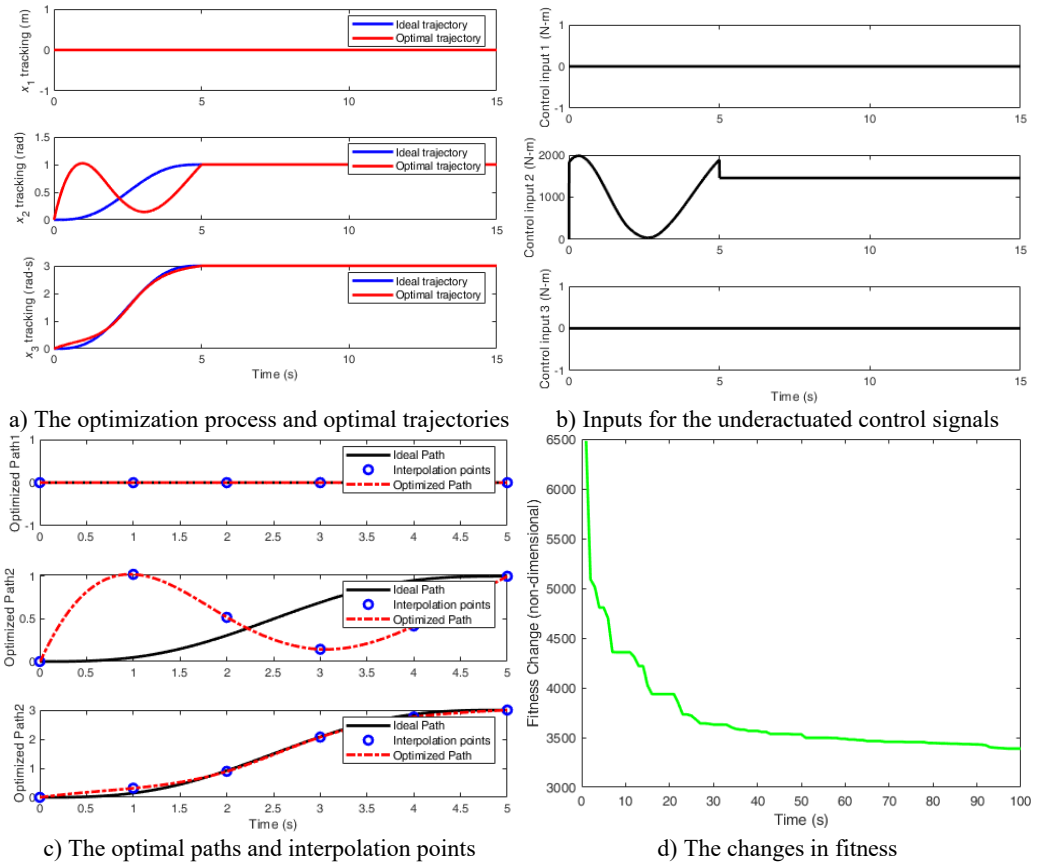 1
0
-1
x1 tracking (m)
Ideal trajectory
Optimal trajectory
0
5
10
15
1.5
1
0.5
0
x2 tracking (rad)
Ideal trajectory
Optimal trajectory
0
5
10
15
3
2
1
0
x3 tracking (rad-s)
Ideal trajectory
Optimal trajectory
0
5
10
15
Time (s)
a) The optimization process and optimal trajectories
1
0
-1
Control input 1 (N-m)
0
5
10
15
2000
1000
0
Control input 2 (N-m)
0
5
10
15
1
0
-1
Control input 3 (N-m)
0
5
10
15
Time (s)
b) Inputs for the underactuated control signals
1
0
-1
Optimized Path1
Ideal Path
Interpolation points
Optimized Path
0 0.5 1 1.5 2 2.5 3 3.5 4 4.5 5
1
0.5
0
Optimized Path2
Ideal Path
Interpolation points
Optimized Path
0 0.5 1 1.5 2 2.5 3 3.5 4 4.5 5
3
2
1
0
Optimized Path2
Ideal Path
Interpolation points
Optimized Path
0 0.5 1 1.5 2 2.5 3 3.5 4 4.5 5
Time (s)
c) The optimal paths and interpolation points
6500
6000
5500
5000
4500
4000
3500
3000
Fitness Change (non-dimensional)
0 10 20 30 40 50 60 70 80 90 100
Time (s)
d) The changes in fitness